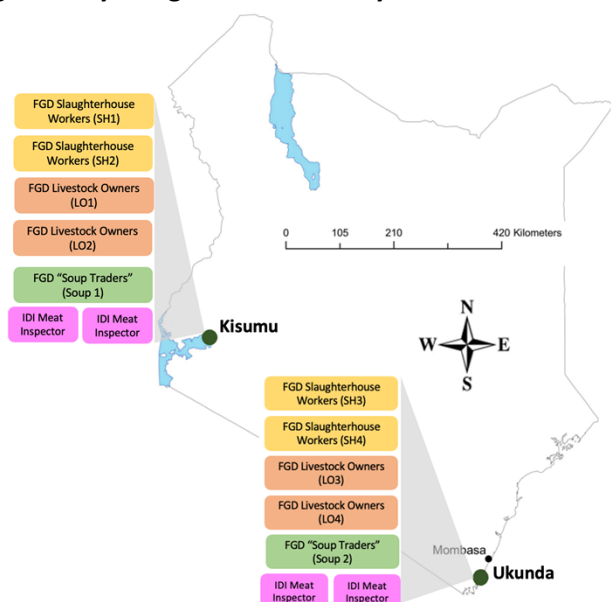 FGD Slaughterhouse
Workers (SH1)
FGD Slaughterhouse
Workers (SH2)
FGD Livestock Owners
(LO1)
FGD Livestock Owners
(LO2)
FGD “Soup Traders”
(Soup 1)
IDI Meat
Inspector
IDI Meat
Inspector
Kisumu
0 105 210 420 Kilometers
N
W E
S
FGD Slaughterhouse
Workers (SH3)
FGD Slaughterhouse
Workers (SH4)
FGD Livestock Owners
(LO3)
FGD Livestock Owners
(LO4)
FGD “Soup Traders”
(Soup 2)
IDI Meat
Inspector
IDI Meat
Inspector
Mombasa
Ukunda